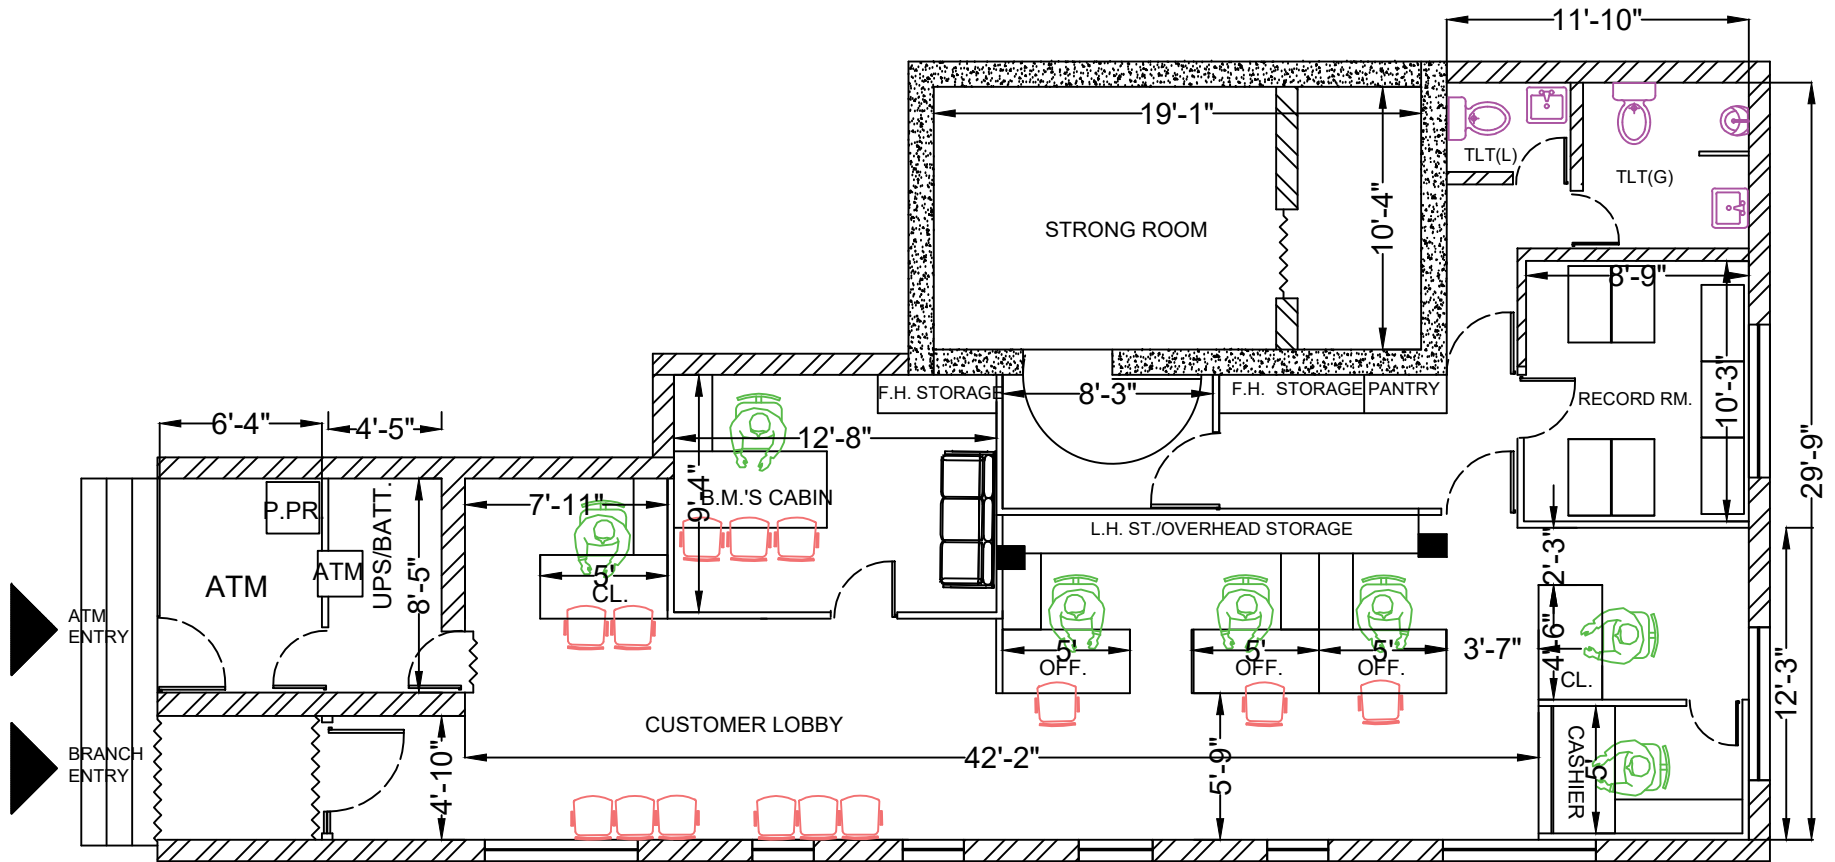 11'-10"
19'-1"
TLT(L)
TLT(G)
10'-4"
STRONG ROOM
8'-9"
29'-9"
F.H. STORAGE
8'-3"
F.H. STORAGE
PANTRY
RECORD RM.
10'-3"
6'-4"
4'-5"
12'-8"
9'-4"
B.M.'S CABIN
7'-11"
P.PR.
UPS/BATT.
L.H. ST./OVERHEAD STORAGE
ATM
ATM
8'-5"
5'
CL.
2'-3"
ATM
ENTRY
4'-6"
5'
OFF.
5'
OFF.
5'
OFF.
3'-7"
CL.
12'-3"
CUSTOMER LOBBY
BRANCH
ENTRY
4'-10"
42'-2"
5'-9"
CASHIER
5'